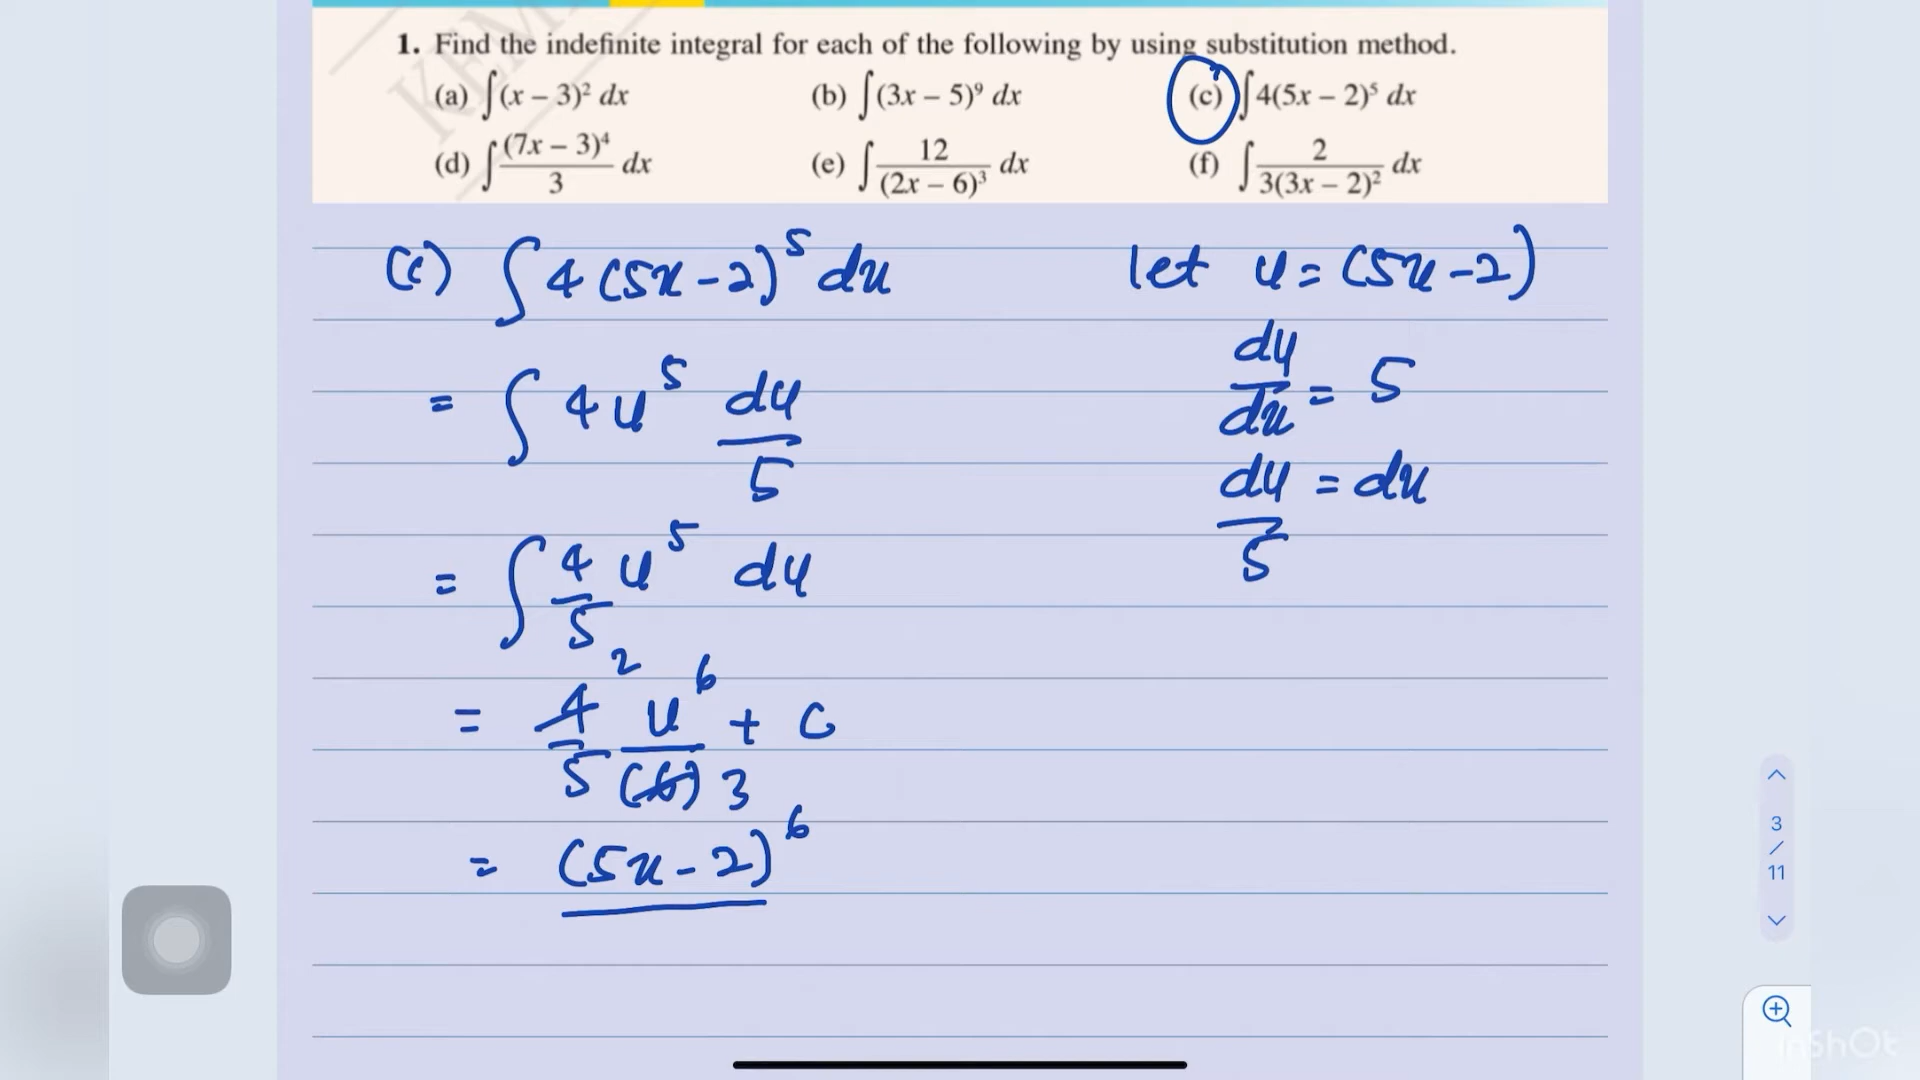 1. Find the indefinite integral for each of the following by using substitution method.
(a) ∫(x – 3)² dx (b) ∫(3x – 5)⁹ dx (c) ∫4(5x – 2)⁵ dx
(d) ∫(7x – 3)⁴/3 dx (e) ∫12/(2x – 6)³ dx (f) ∫2/3(3x – 2)² dx
(c) ∫ 4 (5x - 2)⁵ dx let u = (5x - 2)
= ∫ 4u⁵ du/5 du/dx = 5
du/5 = dx
= ∫ 4/5 u⁵ du
= 4/5 2 u⁶/(6) 3 + c
= (5x - 2)⁶
3
/
11
InShOt